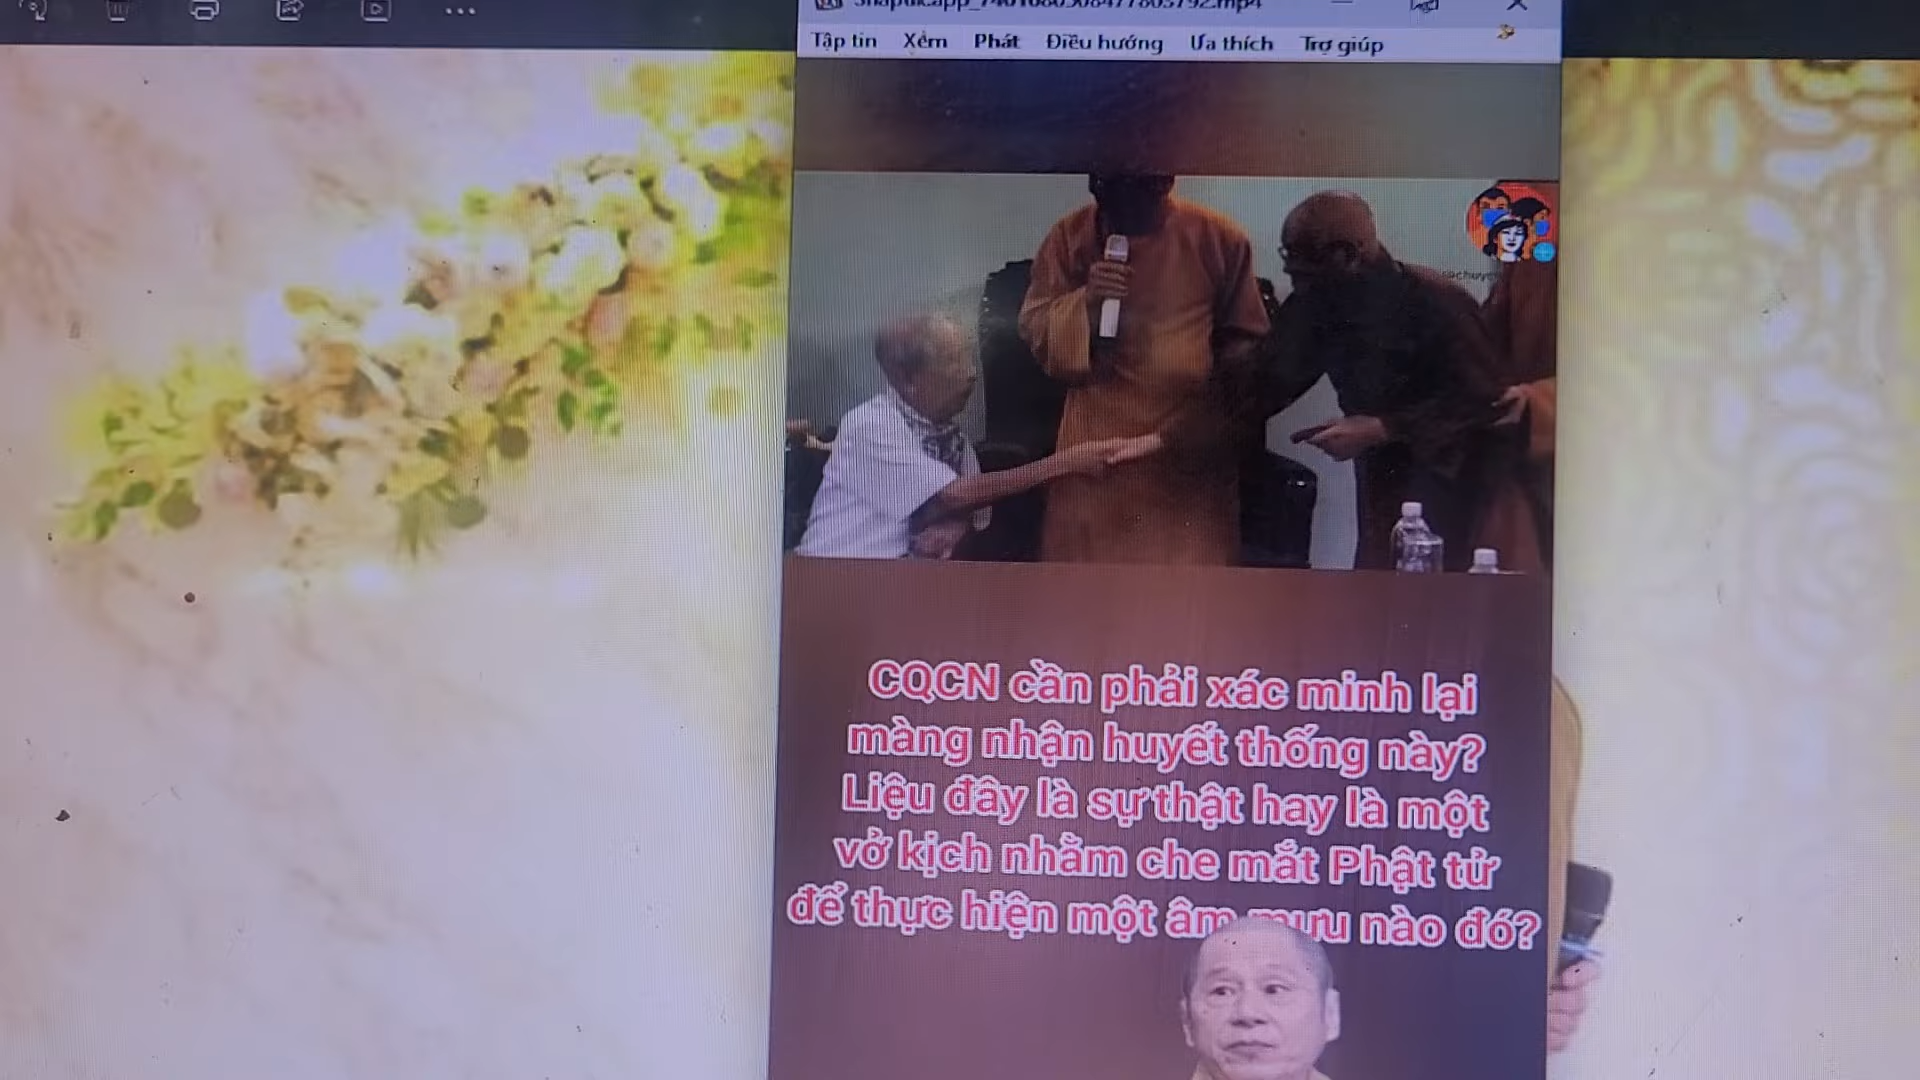 Tập tin Xem Phát Điều hướng Ưa thích Trợ giúp
CQCN cần phải xác minh lại
màng nhận huyết thống này?
Liệu đây là sự thật hay là một
vở kịch nhằm che mắt Phật tử
để thực hiện một âm mưu nào đó?